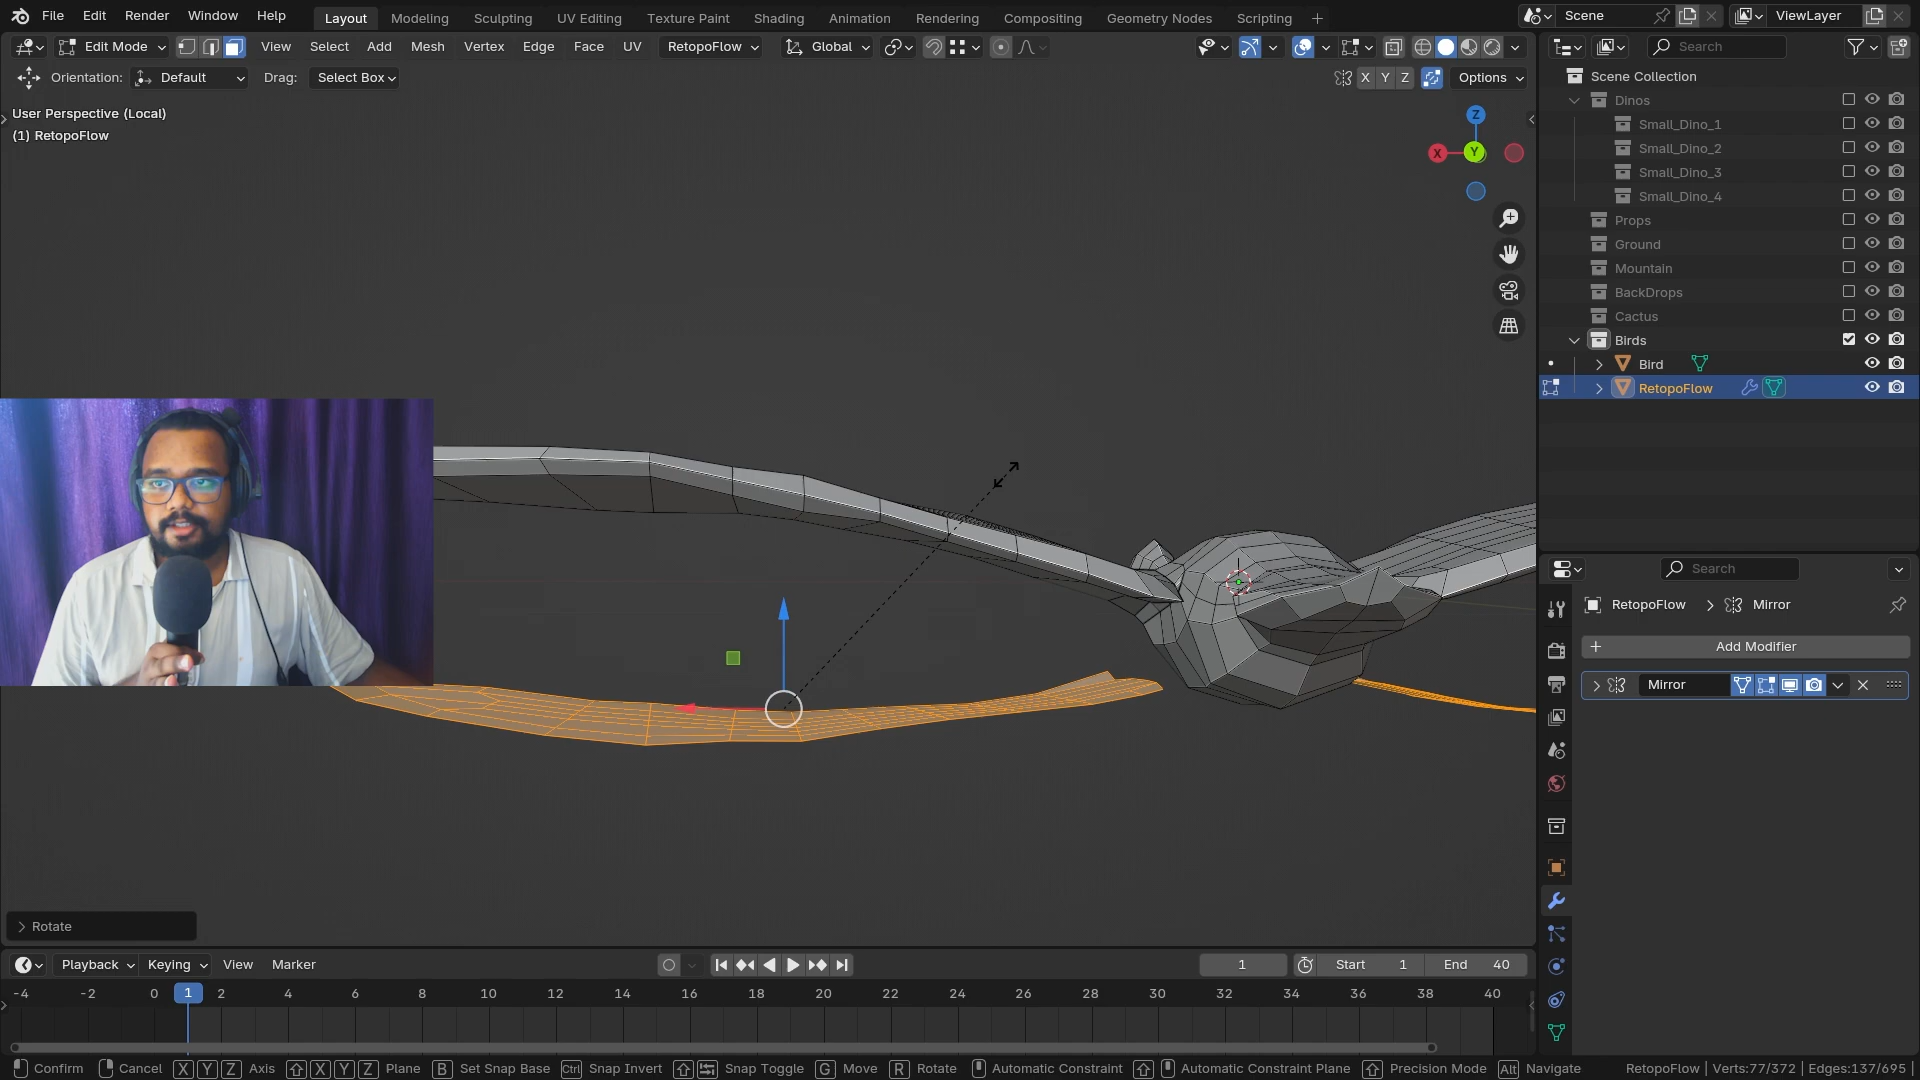 File Edit Render Window Help Layout Modeling Sculpting UV Editing Texture Paint Shading Animation Rendering Compositing Geometry Nodes Scripting Scene ViewLayer
Edit Mode View Select Add Mesh Vertex Edge Face UV RetopoFlow Global Search
Orientation: Default Drag: Select Box X Y Z Options
User Perspective (Local)
(1) RetopoFlow
Z
X
Y
Scene Collection
Dinos
Small_Dino_1
Small_Dino_2
Small_Dino_3
Small_Dino_4
Props
Ground
Mountain
BackDrops
Cactus
Birds
Bird
RetopoFlow
Search
RetopoFlow Mirror
Add Modifier
Mirror
Rotate
Playback Keying View Marker 1 Start 1 End 40
-4 -2 0 1 2 4 6 8 10 12 14 16 18 20 22 24 26 28 30 32 34 36 38 40
Confirm Cancel X Y Z Axis X Y Z Plane B Set Snap Base Ctrl Snap Invert Snap Toggle G Move R Rotate Automatic Constraint Automatic Constraint Plane Precision Mode Alt Navigate RetopoFlow | Verts:77/372 | Edges:137/695 |